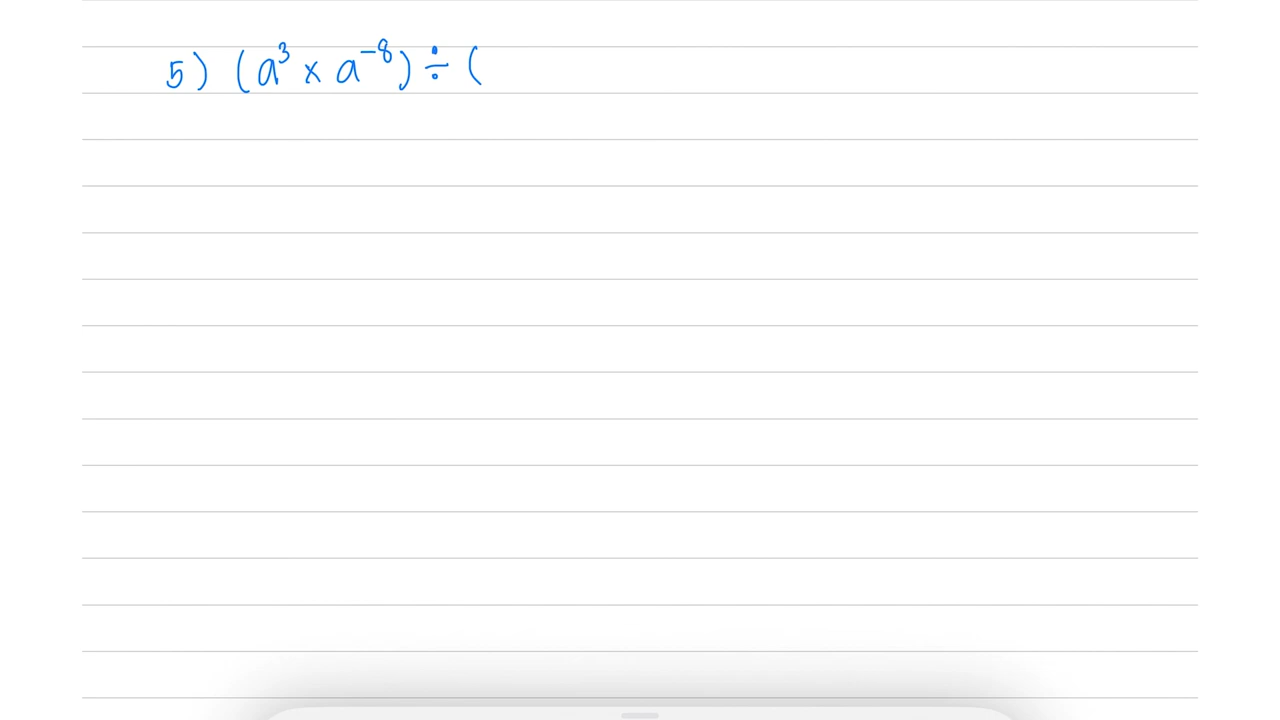 5) (a³ × a⁻⁸) ÷ (